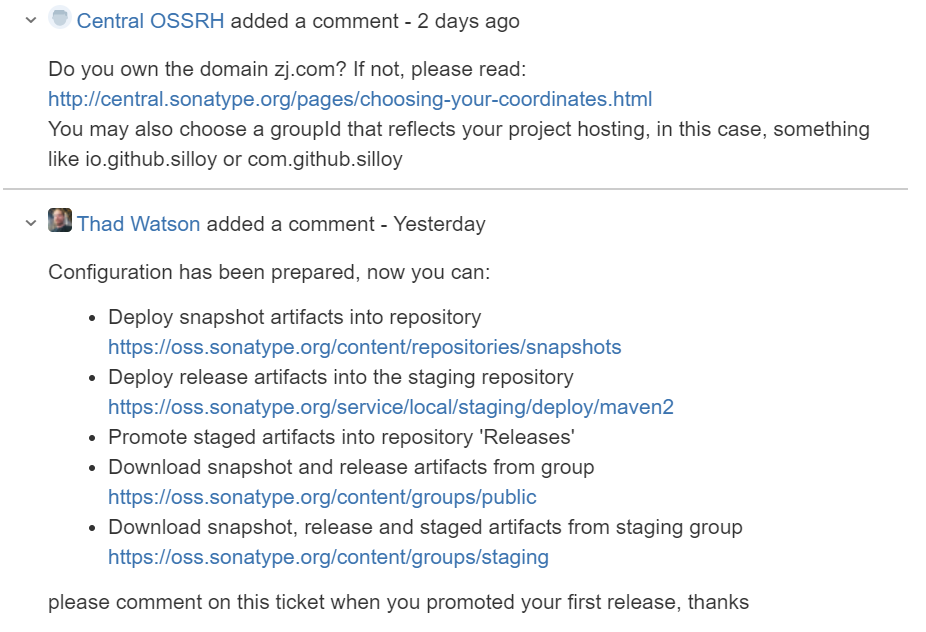 Central OSSRH added a comment - 2 days ago
Do you own the domain zj.com? If not, please read:
http://central.sonatype.org/pages/choosing-your-coordinates.html
You may also choose a groupId that reflects your project hosting, in this case, something
like io.github.silloy or com.github.silloy
Thad Watson added a comment - Yesterday
Configuration has been prepared, now you can:
• Deploy snapshot artifacts into repository
https://oss.sonatype.org/content/repositories/snapshots
• Deploy release artifacts into the staging repository
https://oss.sonatype.org/service/local/staging/deploy/maven2
• Promote staged artifacts into repository 'Releases'
• Download snapshot and release artifacts from group
https://oss.sonatype.org/content/groups/public
• Download snapshot, release and staged artifacts from staging group
https://oss.sonatype.org/content/groups/staging
please comment on this ticket when you promoted your first release, thanks